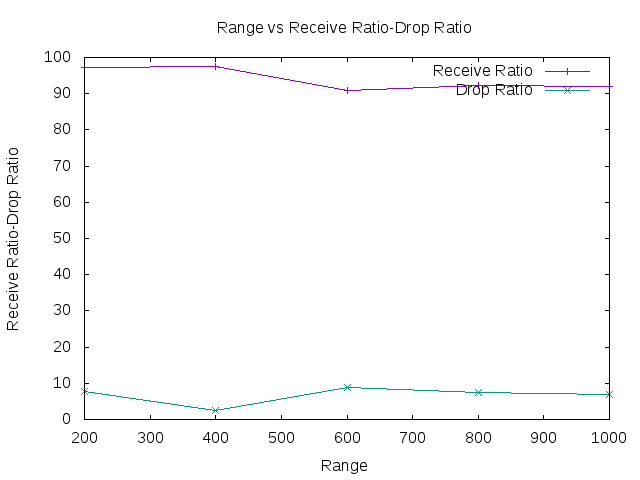 Range vs Receive Ratio-Drop Ratio
100
90
80
70
60
50
40
30
20
10
0
Receive Ratio-Drop Ratio
Receive Ratio
Drop Ratio
200 300 400 500 600 700 800 900 1000
Range